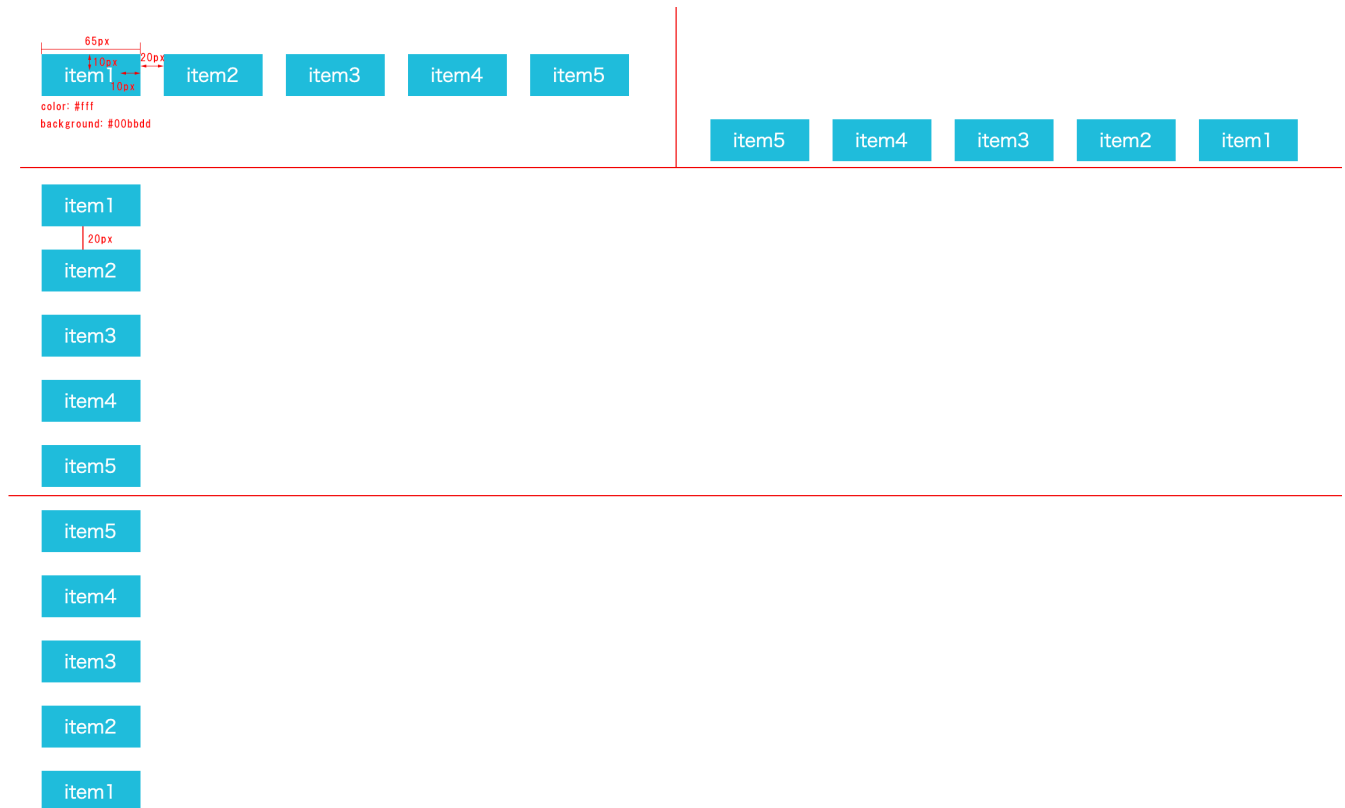 65px
10px
20px
item1 item2 item3 item4 item5
10px
color: #fff
background: #00bbdd
item5 item4 item3 item2 item1
item1
20px
item2
item3
item4
item5
item5
item4
item3
item2
item1